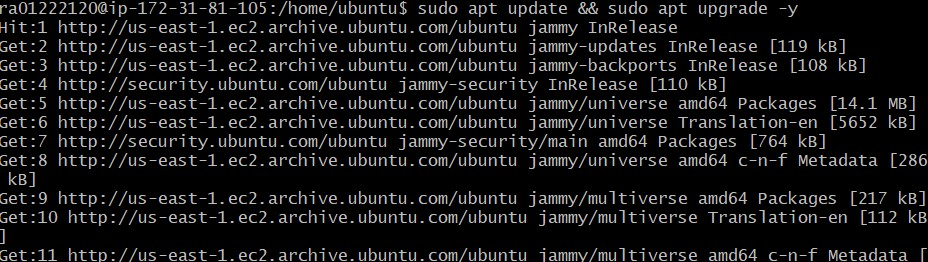 ra01222120@ip-172-31-81-105:/home/ubuntu$ sudo apt update && sudo apt upgrade -y
Hit:1 http://us-east-1.ec2.archive.ubuntu.com/ubuntu jammy InRelease
Get:2 http://us-east-1.ec2.archive.ubuntu.com/ubuntu jammy-updates InRelease [119 kB]
Get:3 http://us-east-1.ec2.archive.ubuntu.com/ubuntu jammy-backports InRelease [108 kB]
Get:4 http://security.ubuntu.com/ubuntu jammy-security InRelease [110 kB]
Get:5 http://us-east-1.ec2.archive.ubuntu.com/ubuntu jammy/universe amd64 Packages [14.1 MB]
Get:6 http://us-east-1.ec2.archive.ubuntu.com/ubuntu jammy/universe Translation-en [5652 kB]
Get:7 http://security.ubuntu.com/ubuntu jammy-security/main amd64 Packages [764 kB]
Get:8 http://us-east-1.ec2.archive.ubuntu.com/ubuntu jammy/universe amd64 c-n-f Metadata [286
 kB]
Get:9 http://us-east-1.ec2.archive.ubuntu.com/ubuntu jammy/multiverse amd64 Packages [217 kB]
Get:10 http://us-east-1.ec2.archive.ubuntu.com/ubuntu jammy/multiverse Translation-en [112 kB
]
Get:11 http://us-east-1.ec2.archive.ubuntu.com/ubuntu jammy/multiverse amd64 c-n-f Metadata [